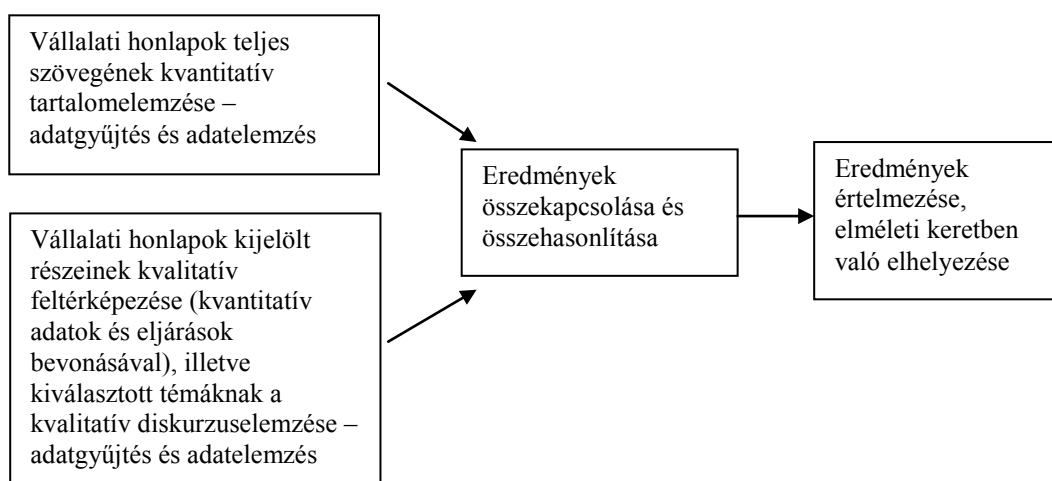 Vállalati honlapok teljes
szövegének kvantitatív
tartalomelemzése –
adatgyűjtés és adatelemzés
Vállalati honlapok kijelölt
részeinek kvalitatív
feltérképezése (kvantitatív
adatok és eljárások
bevonásával), illetve
kiválasztott témáknak a
kvalitatív diskurzuselemzése –
adatgyűjtés és adatelemzés
Eredmények
összekapcsolása és
összehasonlítása
Eredmények
értelmezése,
elméleti keretben
való elhelyezése